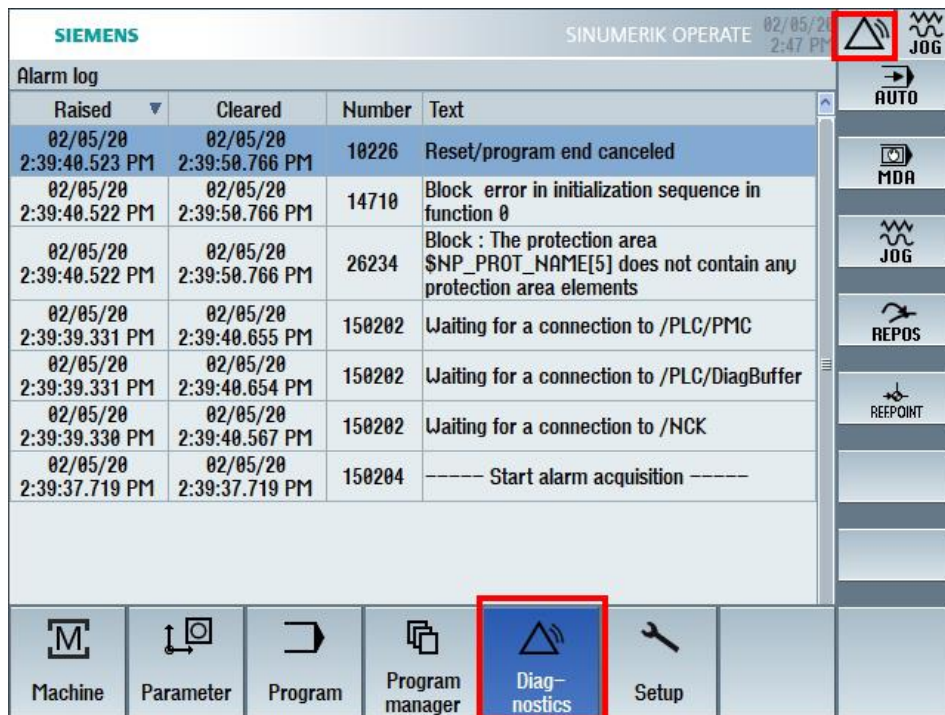 SIEMENS
SINUMERIK OPERATE
02/05/20
2:47 PM
JOG
Alarm log
Raised Cleared Number Text
02/05/20 02/05/20
2:39:40.523 PM 2:39:50.766 PM 10226 Reset/program end canceled
02/05/20 02/05/20
2:39:40.522 PM 2:39:50.766 PM 14710 Block error in initialization sequence in
function 0
02/05/20 02/05/20
2:39:40.522 PM 2:39:50.766 PM 26234 Block : The protection area
$NP_PROT_NAME[5] does not contain any
protection area elements
02/05/20 02/05/20
2:39:39.331 PM 2:39:40.655 PM 150202 Waiting for a connection to /PLC/PMC
02/05/20 02/05/20
2:39:39.331 PM 2:39:40.654 PM 150202 Waiting for a connection to /PLC/DiagBuffer
02/05/20 02/05/20
2:39:39.330 PM 2:39:40.567 PM 150202 Waiting for a connection to /NCK
02/05/20 02/05/20
2:39:37.719 PM 2:39:37.719 PM 150204 ----- Start alarm acquisition -----
AUTO
MDA
JOG
REPOS
REF.POINT
M
Machine
Parameter
Program
Program
manager
Diag-
nostics
Setup